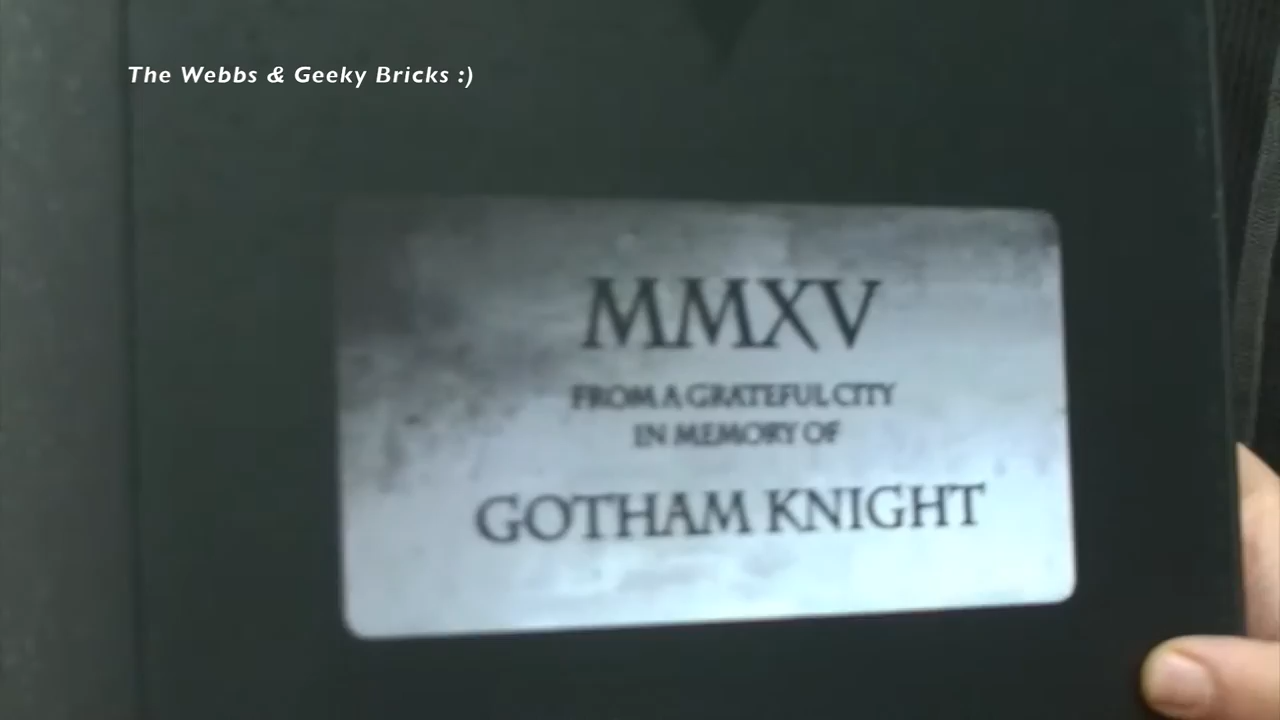 The Webbs & Geeky Bricks :)
MMXV
FROM A GRATEFUL CITY
IN MEMORY OF
GOTHAM KNIGHT